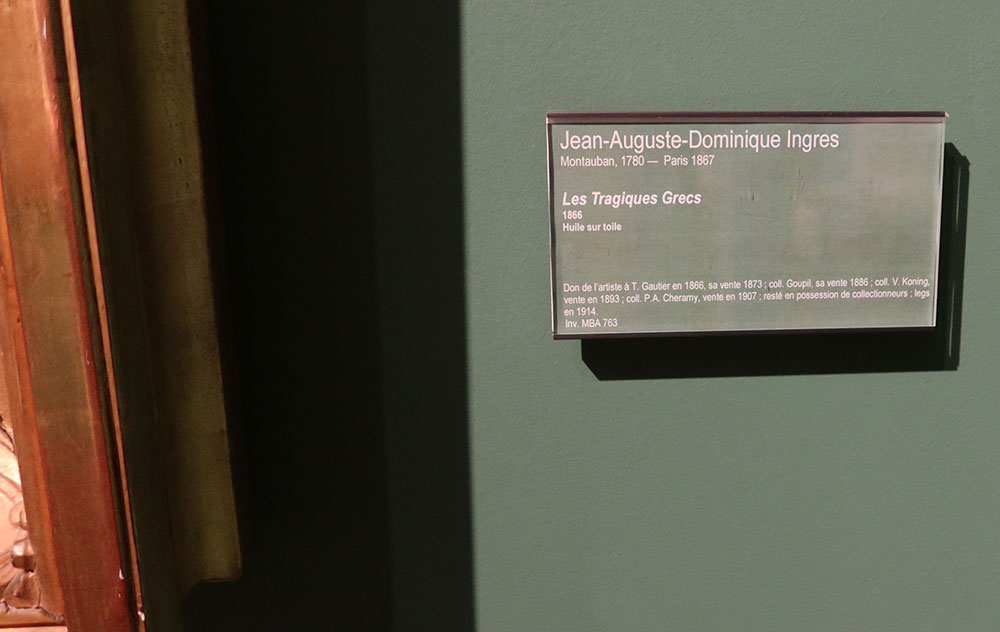 Jean-Auguste-Dominique Ingres
Montauban, 1780 — Paris 1867
Les Tragiques Grecs
1866
Huile sur toile
Don de l'artiste à T. Gautier en 1866, sa vente 1873 ; coll. Goupil, sa vente 1886 ; coll. V. Koning,
vente en 1893 ; coll. P.A. Cheramy, vente en 1907 ; resté en possession de collectionneurs ; legs
en 1914.
Inv. MBA 763